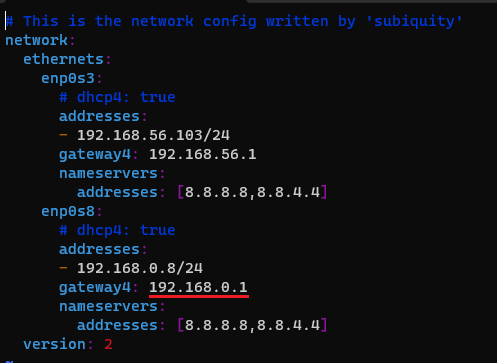 # This is the network config written by 'subiquity'
network:
  ethernets:
    enp0s3:
      # dhcp4: true
      addresses:
      - 192.168.56.103/24
      gateway4: 192.168.56.1
      nameservers:
        addresses: [8.8.8.8,8.8.4.4]
    enp0s8:
      # dhcp4: true
      addresses:
      - 192.168.0.8/24
      gateway4: 192.168.0.1
      nameservers:
        addresses: [8.8.8.8,8.8.4.4]
  version: 2
~